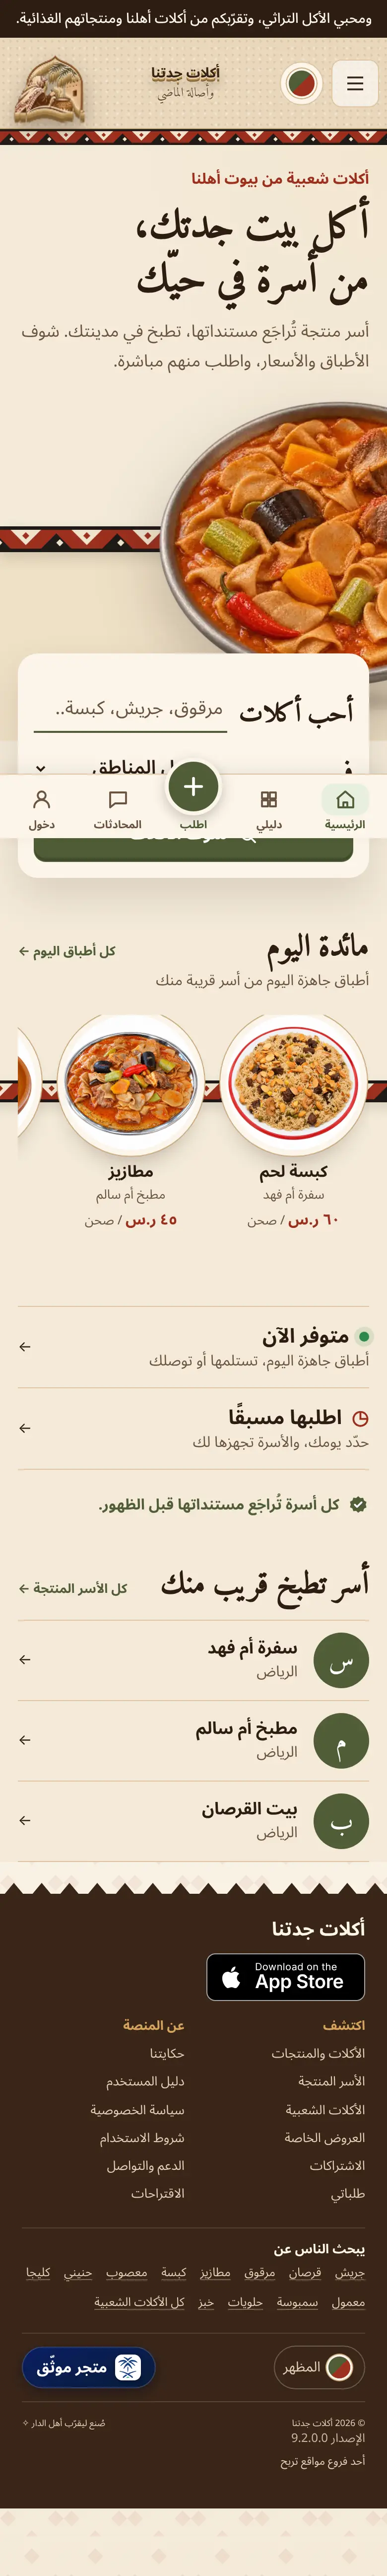 ومحبي الأكل التراثي، ونقرّبكم من أكلات أهلنا ومنتجاتهم الغذائية.
أكلات جدتنا
وأصالة الماضي
أكلات شعبية من بيوت أهلنا
أكل بيت جدتك،
من أسرة في حيّك
أسر منتجة تُراجَع مستنداتها، تطبخ في مدينتك. شوف
الأطباق والأسعار، واطلب منهم مباشرة.
أحب أكلات
مرقوق، جريش، كبسة..
المناطق
الرئيسية
دليلي
اطلب
المحادثات
دخول
مائدة اليوم
كل أطباق اليوم ←
أطباق جاهزة اليوم من أسر قريبة منك
كبسة لحم
سفرة أم فهد
٦٠ ر.س / صحن
مطازيز
مطبخ أم سالم
٤٥ ر.س / صحن
متوفر الآن
أطباق جاهزة اليوم، تستلمها أو توصلك
←
اطلبها مسبقًا
حدّد يومك، والأسرة تجهزها لك
←
كل أسرة تُراجَع مستنداتها قبل الظهور.
أسر تطبخ قريب منك
كل الأسر المنتجة ←
س
سفرة أم فهد
الرياض
←
م
مطبخ أم سالم
الرياض
←
ب
بيت القرصان
الرياض
←
أكلات جدتنا
Download on the
App Store
اكتشف
الأكلات والمنتجات
الأسر المنتجة
الأكلات الشعبية
العروض الخاصة
الاشتراكات
طلباتي
عن المنصة
حكايتنا
دليل المستخدم
سياسة الخصوصية
شروط الاستخدام
الدعم والتواصل
الاقتراحات
يبحث الناس عن
جريش قرصان مرقوق مطازيز كبسة معصوب حنيني كليجا
معمول سمبوسة حلويات خبز كل الأكلات الشعبية
المظهر
متجر موثّق
© 2026 أكلات جدتنا
صُنع ليقرّب أهل الدار ✧
الإصدار 9.2.0.0
أحد فروع مواقع تربح